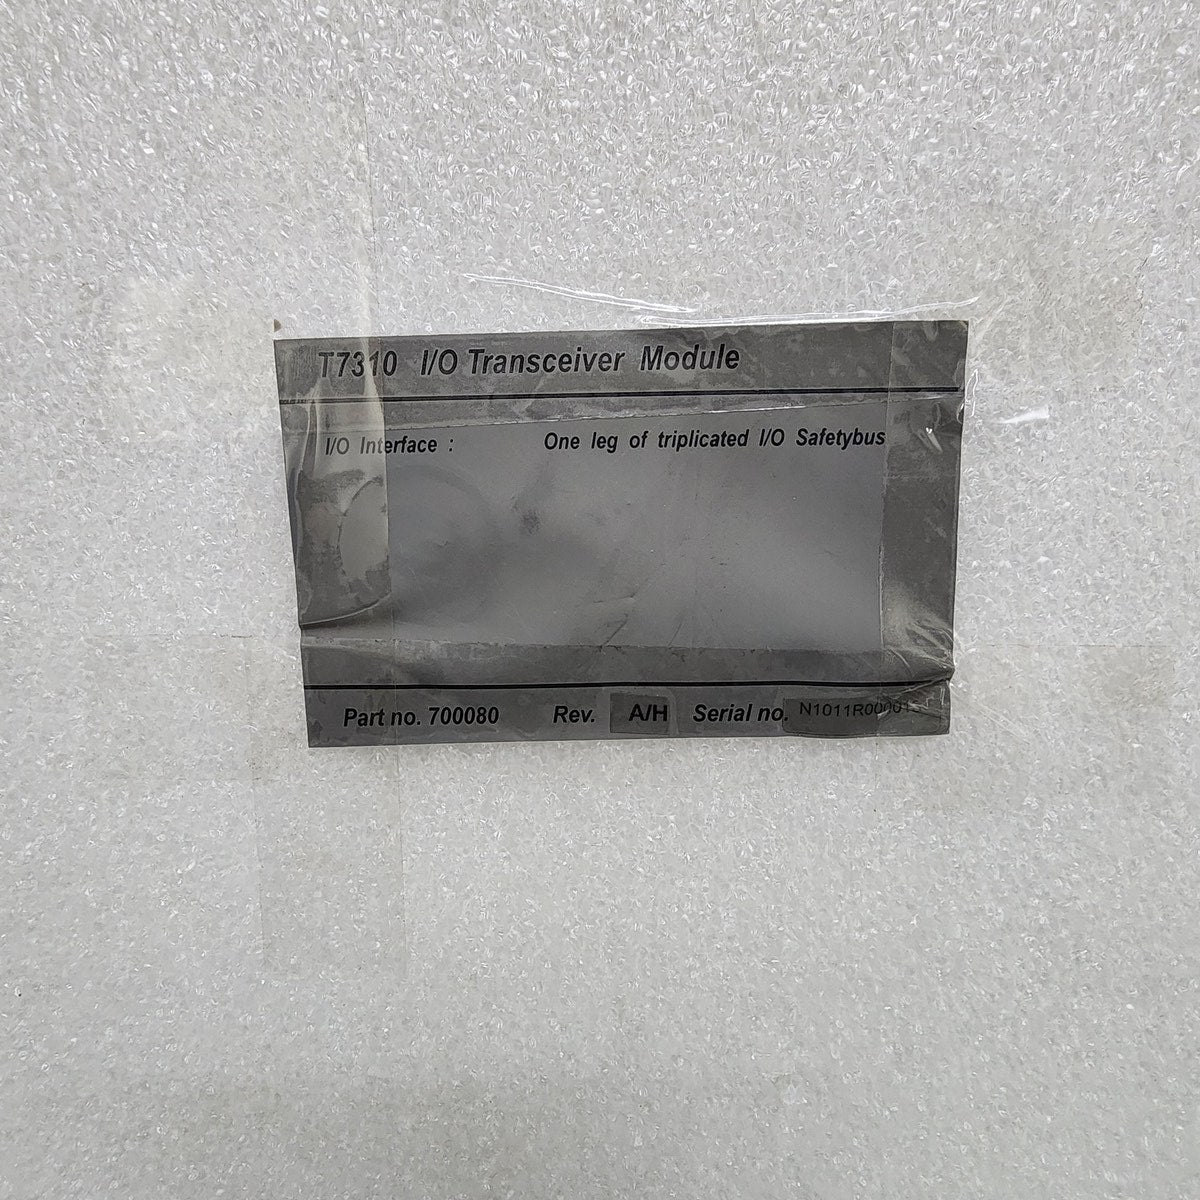 T7310 I/O Transceiver Module
I/O Interface : One leg of triplicated I/O Safetybus
Part no. 700080 Rev. A/H Serial no.